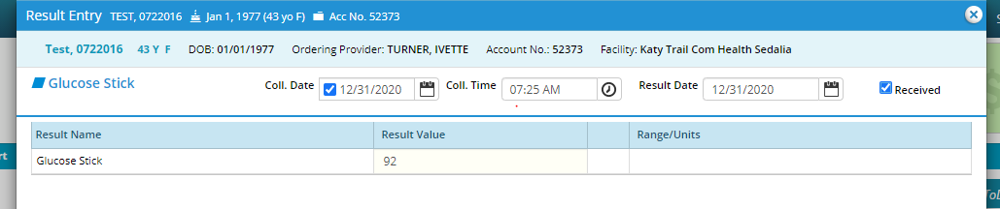 Result Entry TEST, 0722016 Jan 1, 1977 (43 yo F) Acc No. 52373
Test, 0722016 43 Y F DOB: 01/01/1977 Ordering Provider: TURNER, IVETTE Account No.: 52373 Facility: Katy Trail Com Health Sedalia
Glucose Stick Coll. Date 12/31/2020 Coll. Time 07:25 AM Result Date 12/31/2020 Received
Result Name Result Value Range/Units
Glucose Stick 92